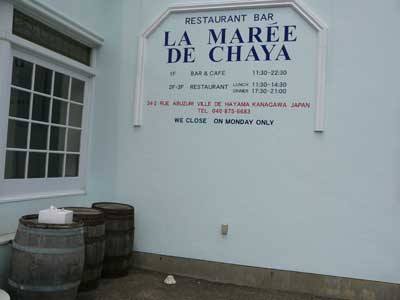 RESTAURANT BAR
LA MARÉE
DE CHAYA
1F BAR & CAFE 11:30-22:30
2F-3F RESTAURANT LUNCH 11:30-14:30
DINNER 17:30-21:00
24-2 RUE ABUZURI VILLE DE HAYAMA KANAGAWA JAPAN
TEL. 046-875-6683
WE CLOSE ON MONDAY ONLY